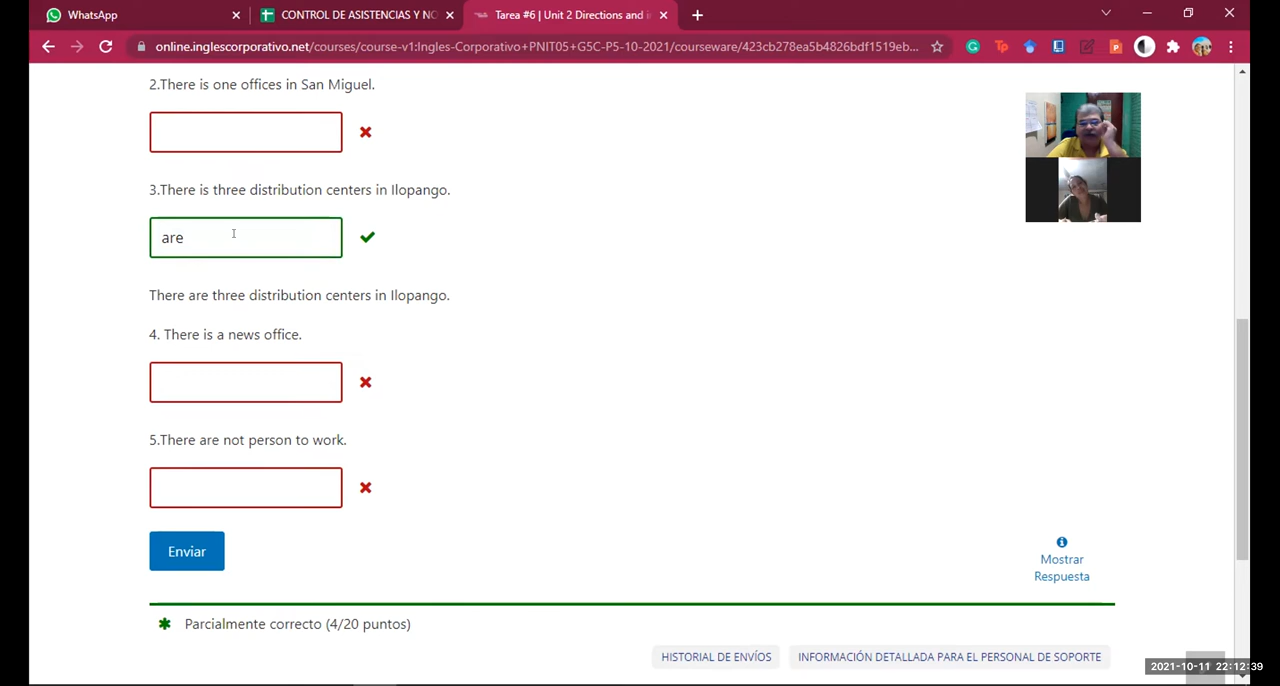 WhatsApp
CONTROL DE ASISTENCIAS Y NO
Tarea #6 | Unit 2 Directions and i
online.inglescorporativo.net/courses/course-v1:Ingles-Corporativo+PNIT05+G5C-P5-10-2021/courseware/423cb278ea5b4826bdf1519eb...
2.There is one offices in San Miguel.
3.There is three distribution centers in Ilopango.
are
There are three distribution centers in Ilopango.
4. There is a news office.
5.There are not person to work.
Enviar
Mostrar
Respuesta
Parcialmente correcto (4/20 puntos)
HISTORIAL DE ENVÍOS
INFORMACIÓN DETALLADA PARA EL PERSONAL DE SOPORTE
2021-10-11 22:12:39